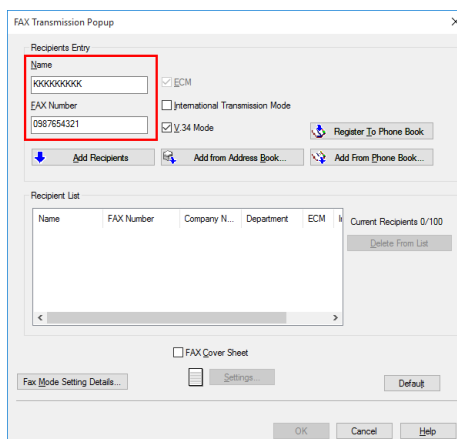 FAX Transmission Popup
Recipients Entry
Name
KKKKKKKKK
ECM
FAX Number
International Transmission Mode
0987654321
V.34 Mode
Register To Phone Book
Add Recipients
Add from Address Book...
Add From Phone Book...
Recipient List
Name FAX Number Company N... Department ECM
Current Recipients 0/100
Delete From List
FAX Cover Sheet
Fax Mode Setting Details...
Settings...
Default
OK Cancel Help